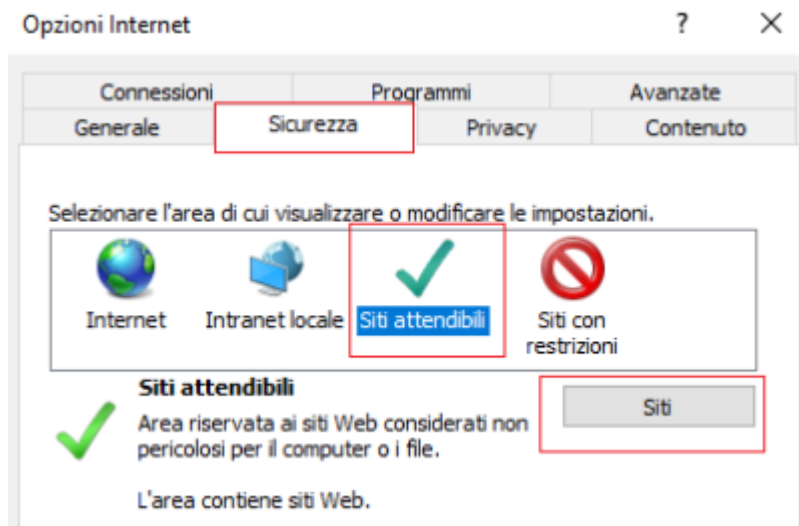 Opzioni Internet ? ×
Connessioni Programmi Avanzate
Generale Sicurezza Privacy Contenuto
Selezionare l'area di cui visualizzare o modificare le impostazioni.
Internet Intranet locale Siti attendibili Siti con
restrizioni
Siti attendibili
Siti
Area riservata ai siti Web considerati non
pericolosi per il computer o i file.
L'area contiene siti Web.